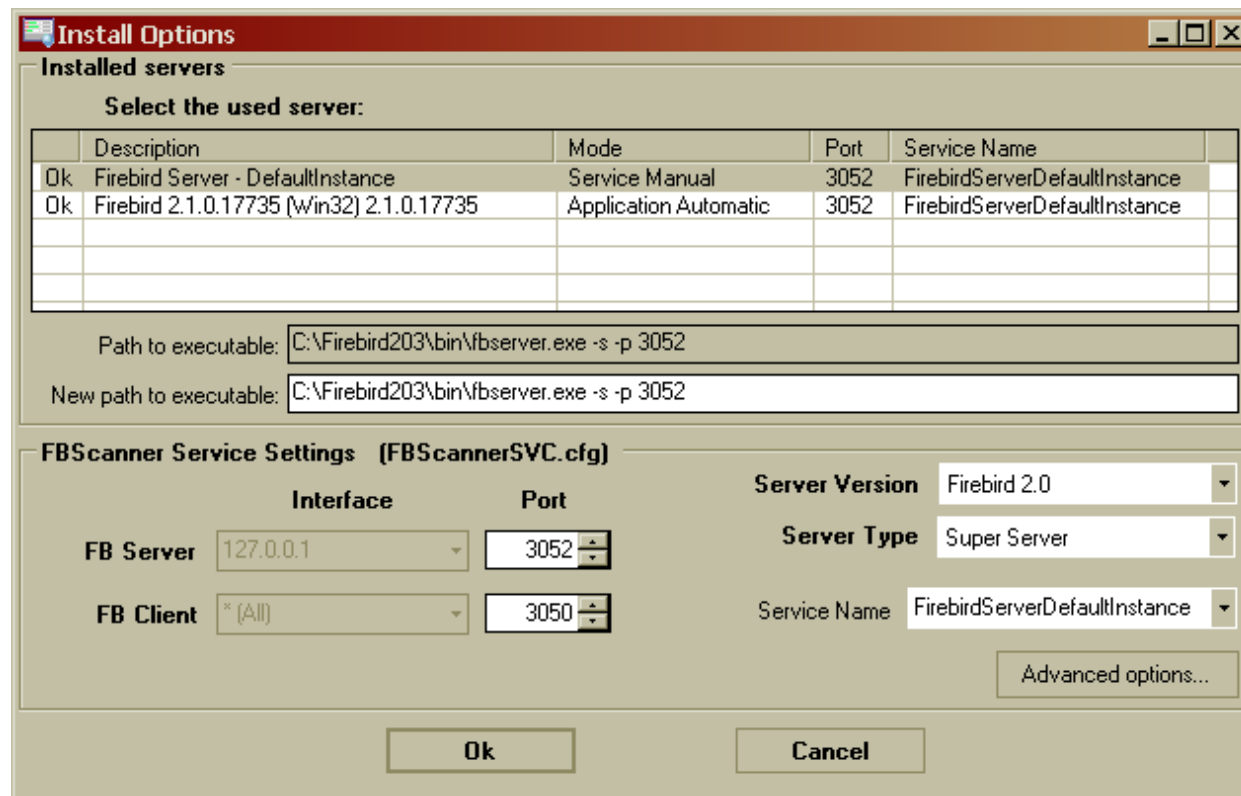 Install Options
Installed servers
Select the used server:
Description Mode Port Service Name
Ok Firebird Server - DefaultInstance Service Manual 3052 FirebirdServerDefaultInstance
Ok Firebird 2.1.0.17735 (Win32) 2.1.0.17735 Application Automatic 3052 FirebirdServerDefaultInstance
Path to executable: C:\Firebird203\bin\fbserver.exe -s -p 3052
New path to executable: C:\Firebird203\bin\fbserver.exe -s -p 3052
FBScanner Service Settings (FBScannerSVC.cfg)
Server Version Firebird 2.0
Interface Port
Server Type Super Server
FB Server 127.0.0.1 3052
FB Client * (All) 3050
Service Name FirebirdServerDefaultInstance
Advanced options...
Ok Cancel